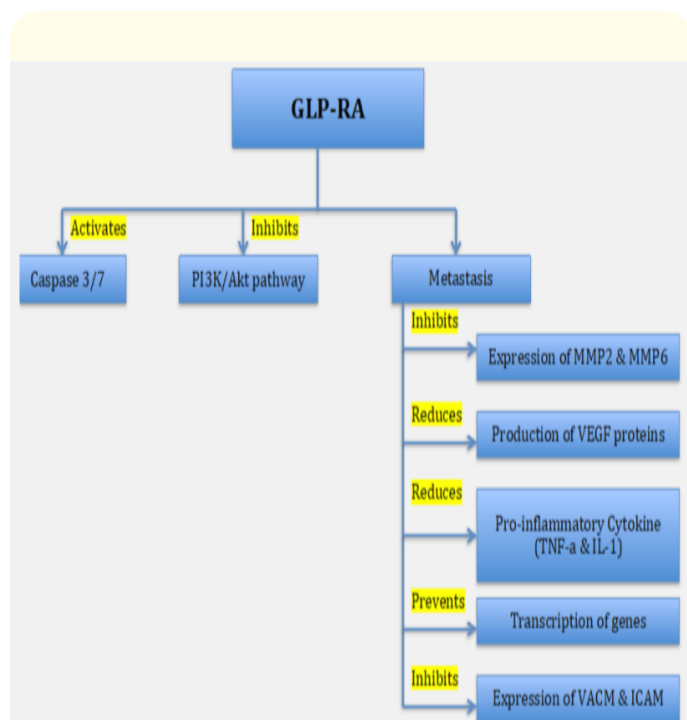 GLP-RA
Activates
Inhibits
Caspase 3/7
PI3K/Akt pathway
Metastasis
Inhibits
Expression of MMP2 & MMP6
Reduces
Production of VEGF proteins
Reduces
Pro-inflammatory Cytokine
(TNF-a & IL-1)
Prevents
Transcription of genes
Inhibits
Expression of VACM & ICAM